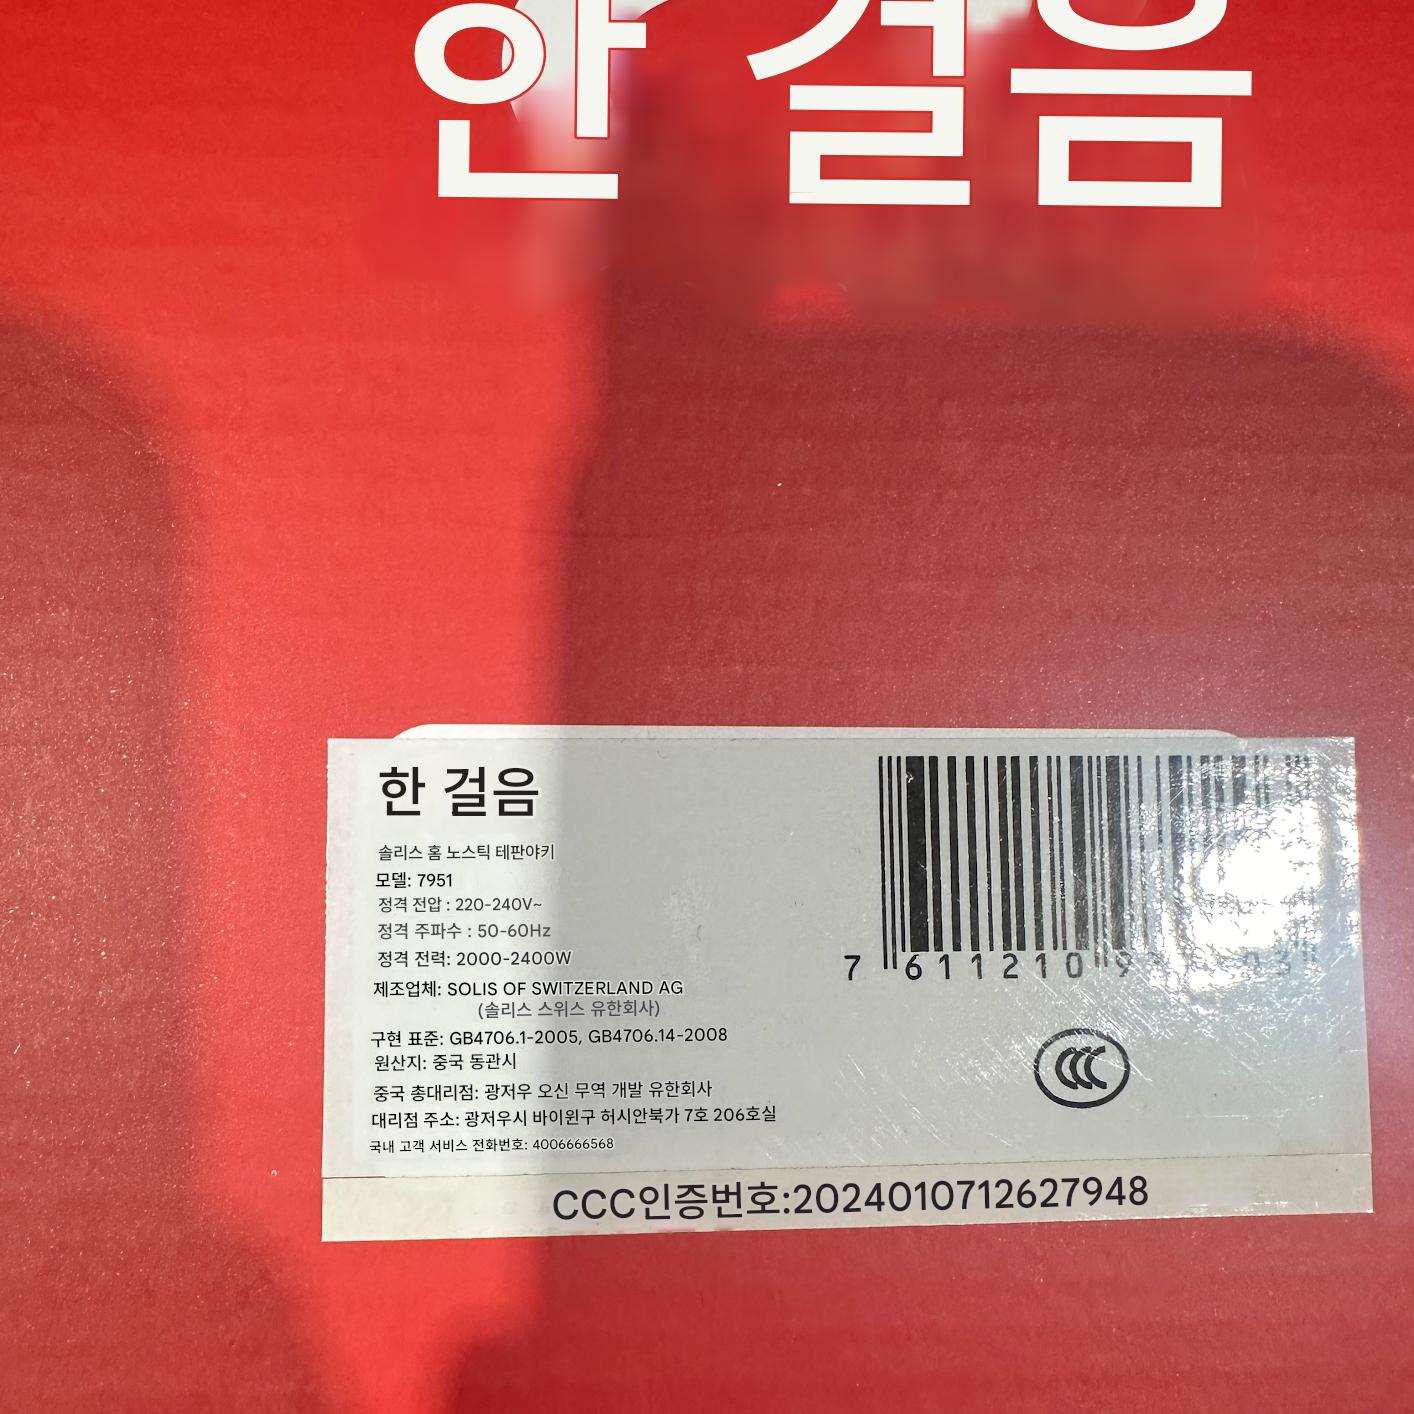 한 걸음
한 걸음
솔리스 홈 노스틱 테판야키
모델: 7951
정격 전압 : 220-240V~
정격 주파수 : 50-60Hz
정격 전력: 2000-2400W
제조업체: SOLIS OF SWITZERLAND AG
(솔리스 스위스 유한회사)
구현 표준: GB4706.1-2005, GB4706.14-2008
원산지: 중국 동관시
중국 총대리점: 광저우 오신 무역 개발 유한회사
대리점 주소: 광저우시 바이윈구 허시안북가 7호 206호실
국내 고객 서비스 전화번호: 4006666568
7 611210
CCC인증번호:2024010712627948